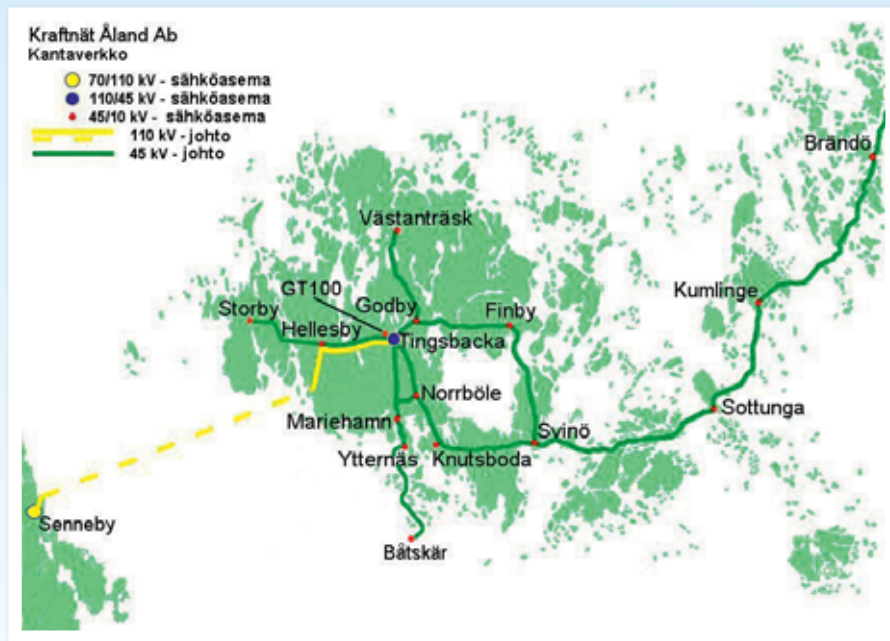 Kraftnät Åland Ab
Kantaverkko
70/110 kV - sähköasema
110/45 kV - sähköasema
45/10 kV - sähköasema
110 kV - johto
45 kV - johto
Brändö
Västanträsk
Kumlinge
GT100
Storby
Godby
Finby
Hellesby
Tingsbacka
Norrböle
Sottunga
Mariehamn
Svinö
Ytternäs
Knutsboda
Senneby
Båtskär